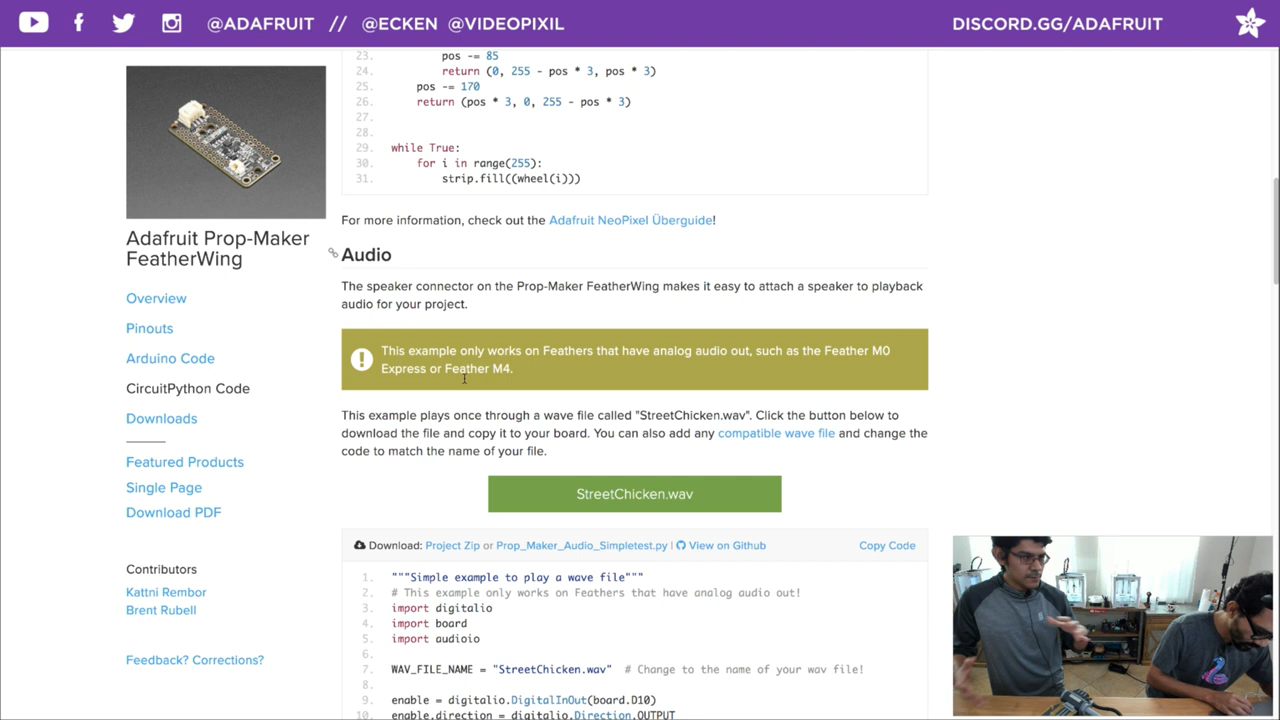 @ADAFRUIT // @ECKEN @VIDEOPIXIL
DISCORD.GG/ADAFRUIT
23. pos -= 85
24. return (0, 255 - pos * 3, pos * 3)
25. pos -= 170
26. return (pos * 3, 0, 255 - pos * 3)
27.
28.
29. while True:
30. for i in range(255):
31. strip.fill((wheel(i)))
For more information, check out the Adafruit NeoPixel Überguide!
Adafruit Prop-Maker
FeatherWing
Overview
Pinouts
Arduino Code
CircuitPython Code
Downloads
Featured Products
Single Page
Download PDF
Contributors
Kattni Rembor
Brent Rubell
Feedback? Corrections?
Audio
The speaker connector on the Prop-Maker FeatherWing makes it easy to attach a speaker to playback
audio for your project.
This example only works on Feathers that have analog audio out, such as the Feather M0
Express or Feather M4.
This example plays once through a wave file called "StreetChicken.wav". Click the button below to
download the file and copy it to your board. You can also add any compatible wave file and change the
code to match the name of your file.
StreetChicken.wav
Download: Project Zip or Prop_Maker_Audio_Simpletest.py | View on Github
Copy Code
1. """Simple example to play a wave file"""
2. # This example only works on Feathers that have analog audio out!
3. import digitalio
4. import board
5. import audioio
6.
7. WAV_FILE_NAME = "StreetChicken.wav" # Change to the name of your wav file!
8.
9. enable = digitalio.DigitalInOut(board.D10)
10. enable.direction = digitalio.Direction.OUTPUT